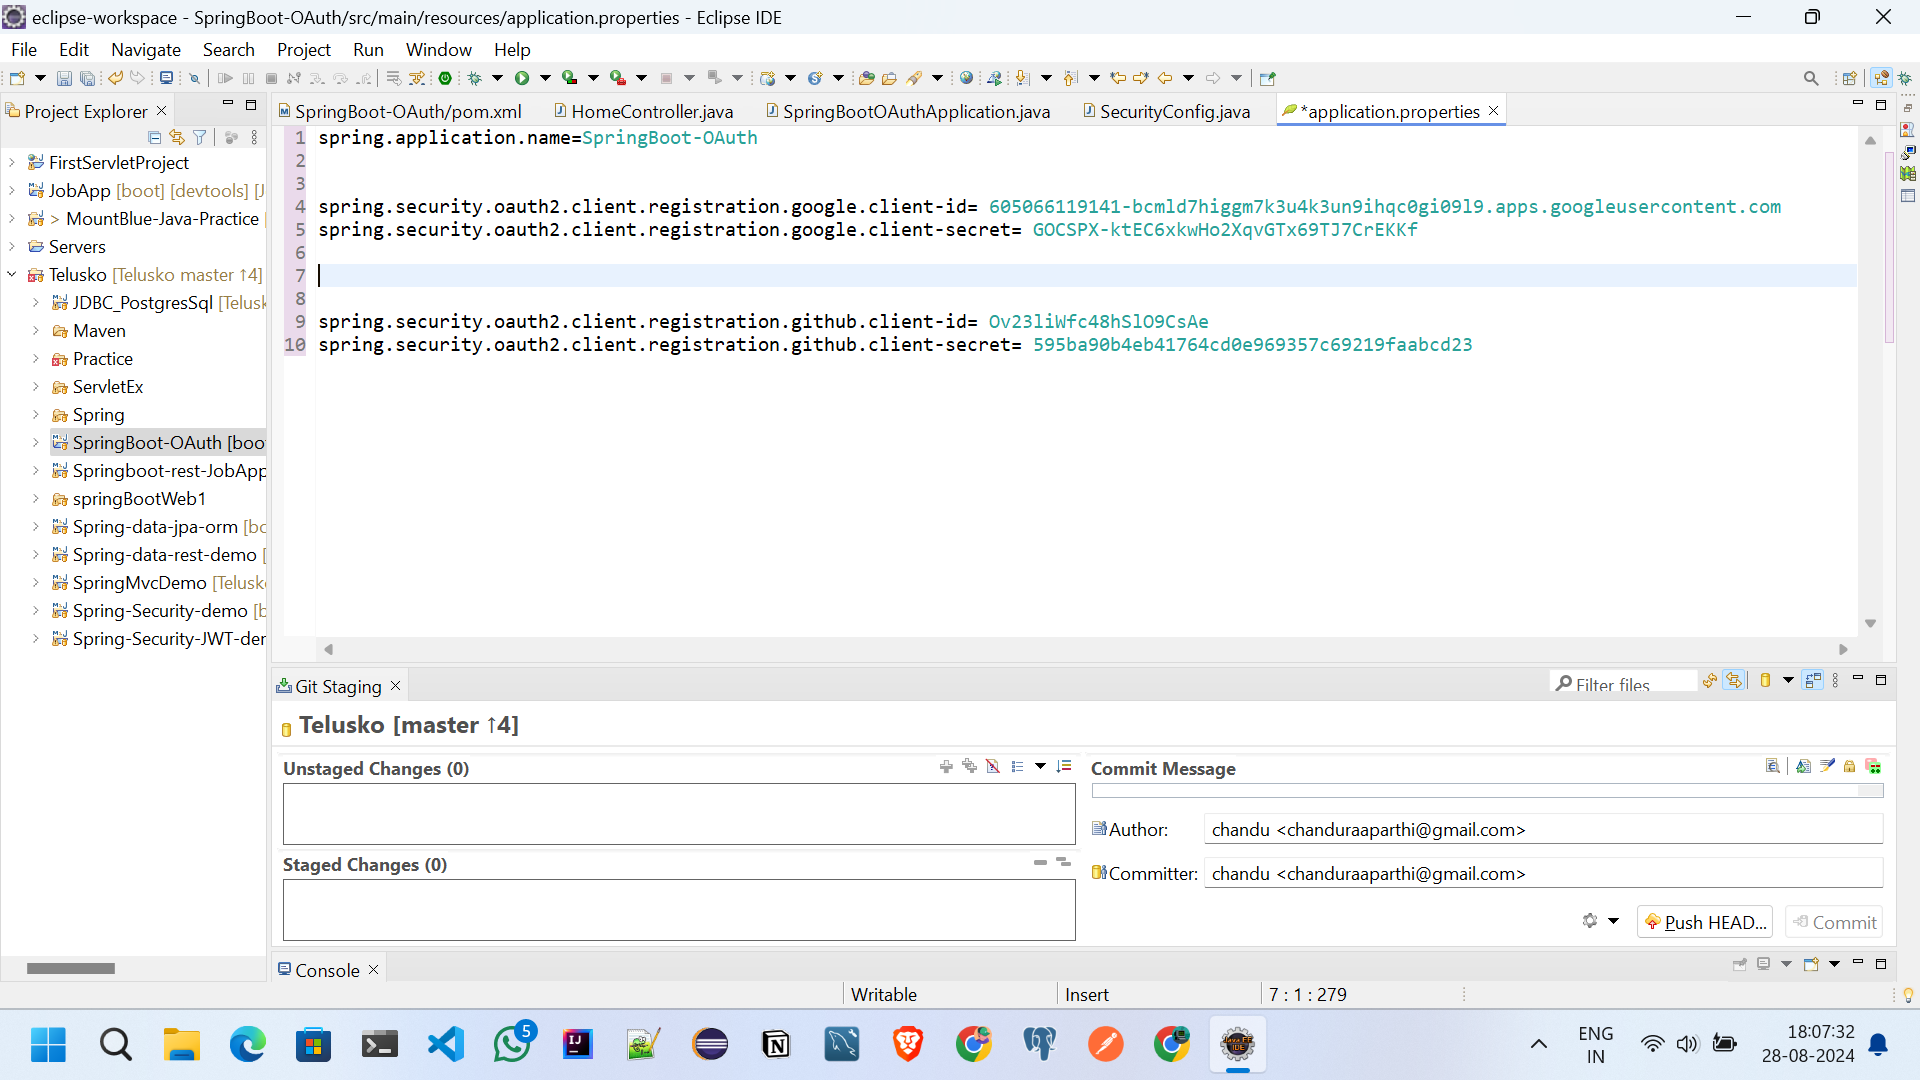 eclipse-workspace - SpringBoot-OAuth/src/main/resources/application.properties - Eclipse IDE
File Edit Navigate Search Project Run Window Help
Project Explorer
FirstServletProject
JobApp [boot] [devtools] [J
> MountBlue-Java-Practice
Servers
Telusko [Telusko master ↑4]
JDBC_PostgresSql [Telusk
Maven
Practice
ServletEx
Spring
SpringBoot-OAuth [boo
Springboot-rest-JobApp
springBootWeb1
Spring-data-jpa-orm [bo
Spring-data-rest-demo [
SpringMvcDemo [Telusk
Spring-Security-demo [b
Spring-Security-JWT-der
SpringBoot-OAuth/pom.xml HomeController.java SpringBootOAuthApplication.java SecurityConfig.java *application.properties
1 spring.application.name=SpringBoot-OAuth
2
3
4 spring.security.oauth2.client.registration.google.client-id= 605066119141-bcmld7higgm7k3u4k3un9ihqc0gi09l9.apps.googleusercontent.com
5 spring.security.oauth2.client.registration.google.client-secret= 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
6
7
8
9 spring.security.oauth2.client.registration.github.client-id= Ov23liWfc48hSlO9CsAe
10 spring.security.oauth2.client.registration.github.client-secret= 595ba90b4eb41764cd0e969357c69219faabcd23
Git Staging
Filter files
Telusko [master ↑4]
Unstaged Changes (0)
Staged Changes (0)
Commit Message
Author: chandu <chanduraaparthi@gmail.com>
Committer: chandu <chanduraaparthi@gmail.com>
Push HEAD... Commit
Console
Writable Insert 7 : 1 : 279
5
ENG
IN
18:07:32
28-08-2024